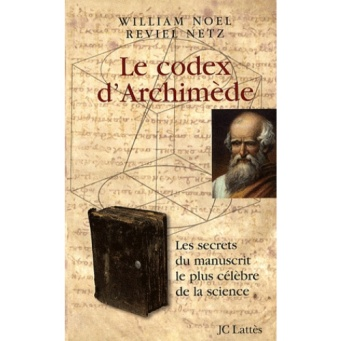 WILLIAM NOEL
REVIEL NETZ
Le codex
d'Archimède
Les secrets
du manuscrit
le plus célèbre
de la science
JC Lattès